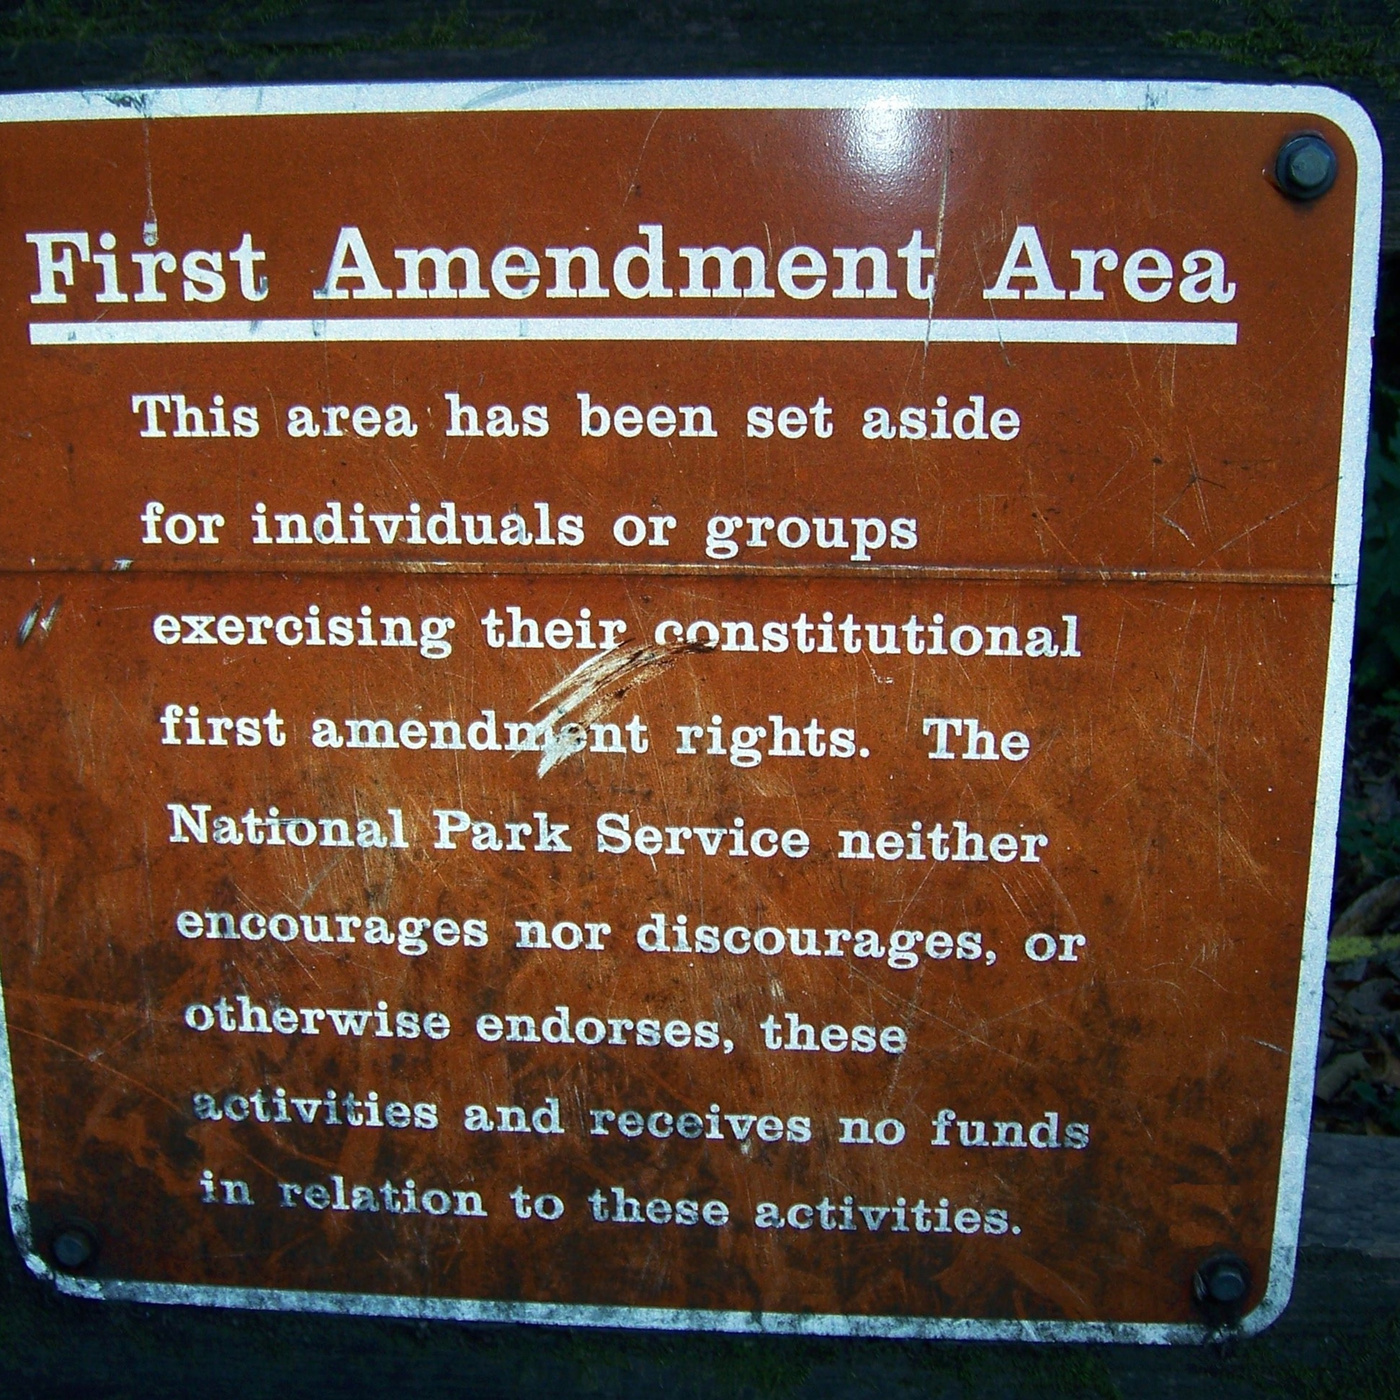 First Amendment Area
This area has been set aside
for individuals or groups
exercising their constitutional
first amendment rights. The
National Park Service neither
encourages nor discourages, or
otherwise endorses, these
activities and receives no funds
in relation to these activities.